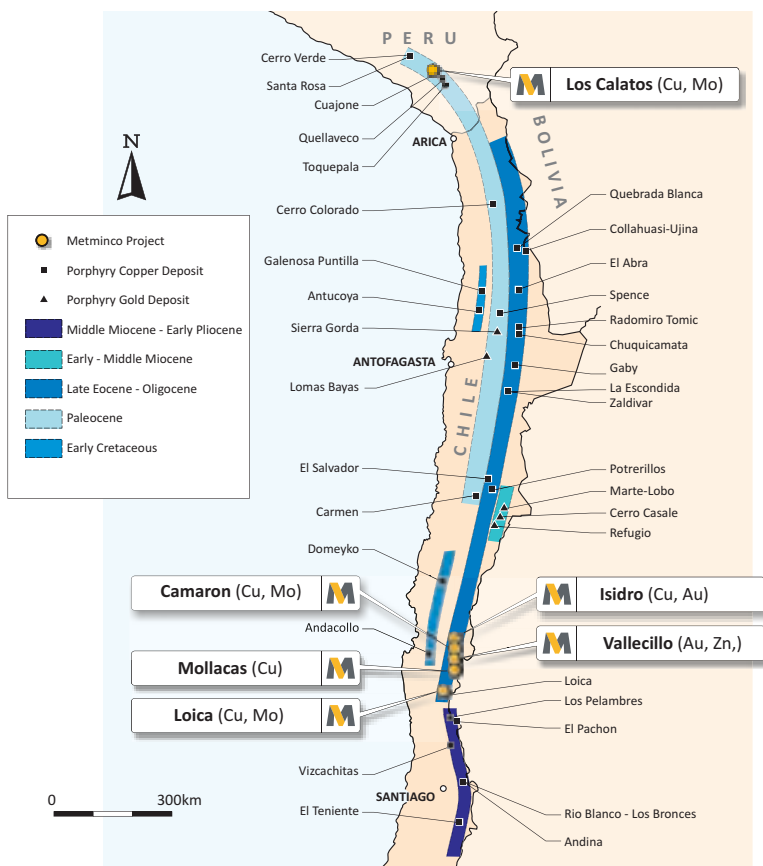 PERU
Cerro Verde
Santa Rosa
Cuajone
Quellaveco
Toquepala
Los Calatos (Cu, Mo)
BOLIVIA
N
ARICA
Cerro Colorado
Quebrada Blanca
Collahuasi-Ujina
Galenosa Puntilla
El Abra
Antucoya
Spence
Sierra Gorda
Radomiro Tomic
Chuquicamata
ANTOFAGASTA
Gaby
Lomas Bayas
La Escondida
Zaldivar
CHILE
Metminco Project
Porphyry Copper Deposit
Porphyry Gold Deposit
Middle Miocene - Early Pliocene
Early - Middle Miocene
Late Eocene - Oligocene
Paleocene
Early Cretaceous
El Salvador
Potrerillos
Marte-Lobo
Carmen
Cerro Casale
Refugio
Domeyko
Camaron (Cu, Mo)
Isidro (Cu, Au)
Andacollo
Vallecillo (Au, Zn,)
Mollacas (Cu)
Loica
Loica (Cu, Mo)
Los Pelambres
El Pachon
Vizcachitas
SANTIAGO
0 300km
El Teniente
Rio Blanco - Los Bronces
Andina